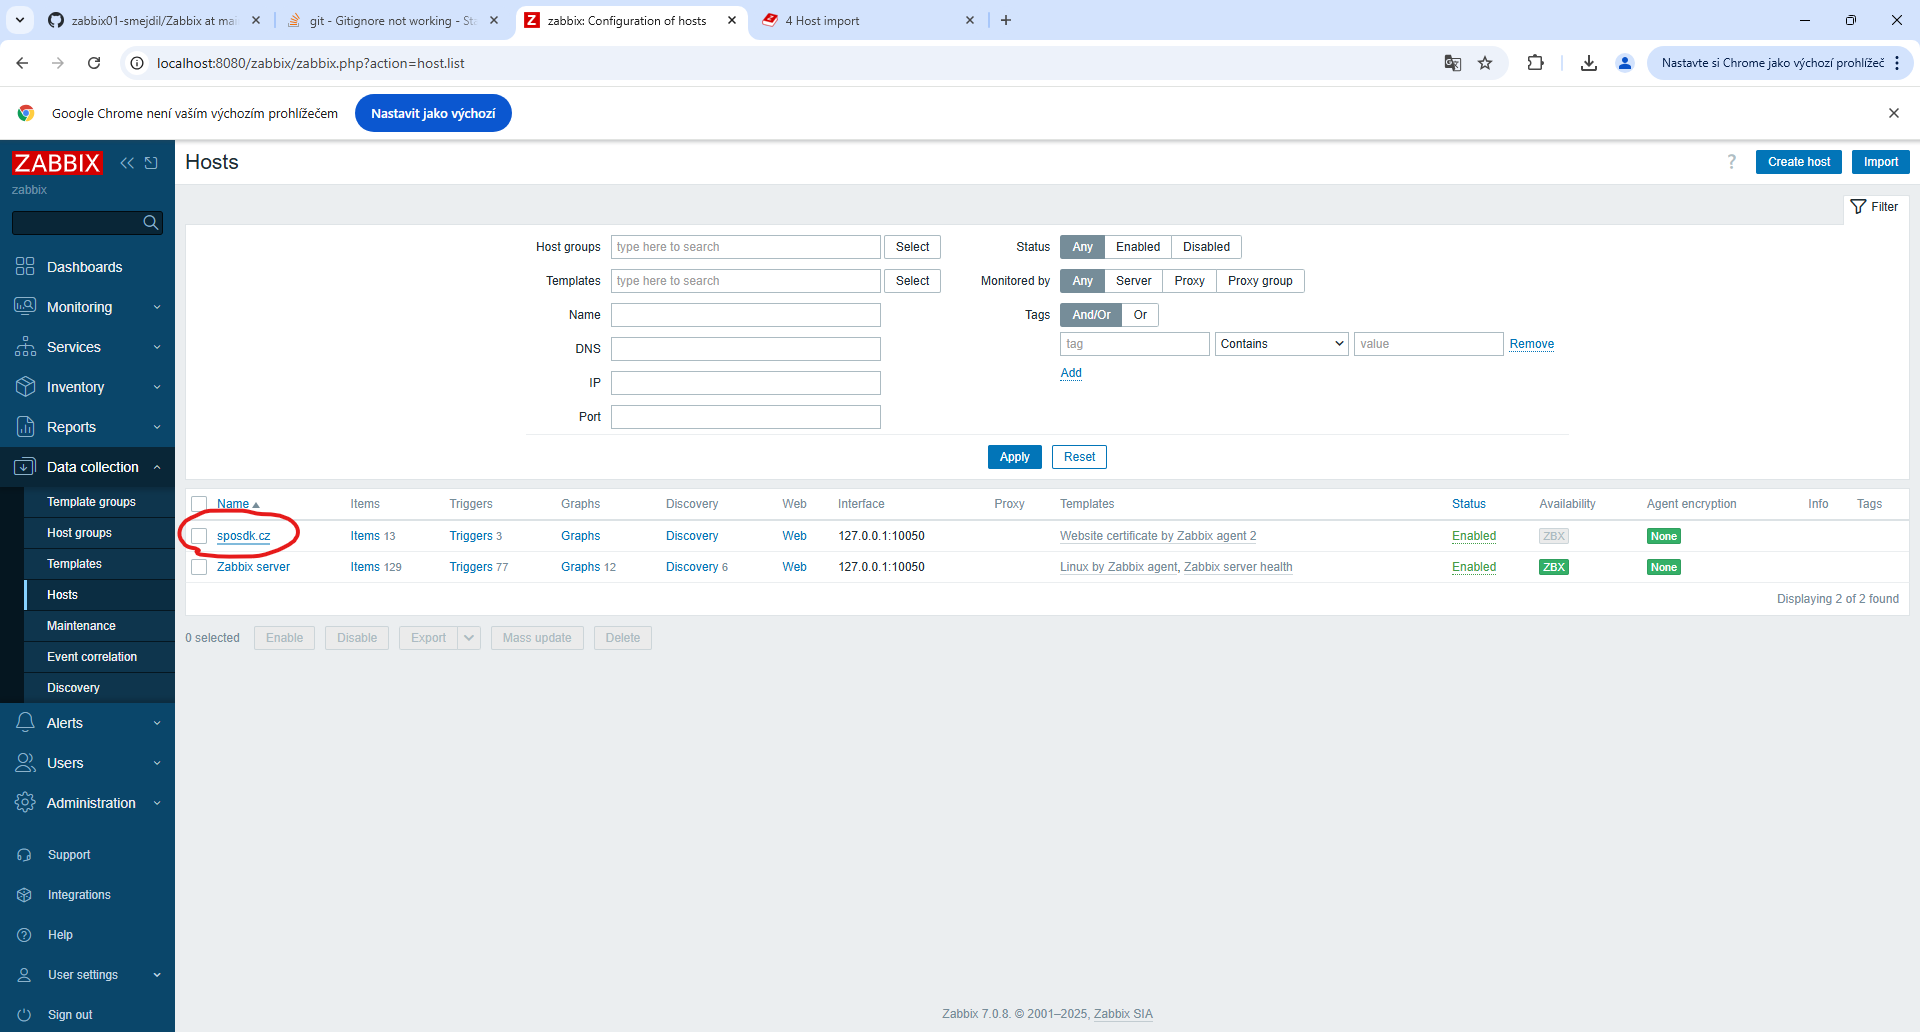 zabbix01-smejdil/Zabbix at mai
git - Gitignore not working - Sta
zabbix: Configuration of hosts
4 Host import
localhost:8080/zabbix/zabbix.php?action=host.list
Nastavte si Chrome jako výchozí prohlížeč
Google Chrome není vaším výchozím prohlížečem
Nastavit jako výchozí
ZABBIX
zabbix
Dashboards
Monitoring
Services
Inventory
Reports
Data collection
Template groups
Host groups
Templates
Hosts
Maintenance
Event correlation
Discovery
Alerts
Users
Administration
Support
Integrations
Help
User settings
Sign out
Hosts
? Create host Import
Filter
Host groups type here to search Select
Templates type here to search Select
Name
DNS
IP
Port
Status Any Enabled Disabled
Monitored by Any Server Proxy Proxy group
Tags And/Or Or
tag Contains value Remove
Add
Apply Reset
Name Items Triggers Graphs Discovery Web Interface Proxy Templates Status Availability Agent encryption Info Tags
sposdk.cz Items 13 Triggers 3 Graphs Discovery Web 127.0.0.1:10050 Website certificate by Zabbix agent 2 Enabled ZBX None
Zabbix server Items 129 Triggers 77 Graphs 12 Discovery 6 Web 127.0.0.1:10050 Linux by Zabbix agent, Zabbix server health Enabled ZBX None
Displaying 2 of 2 found
0 selected Enable Disable Export Mass update Delete
Zabbix 7.0.8. © 2001–2025, Zabbix SIA